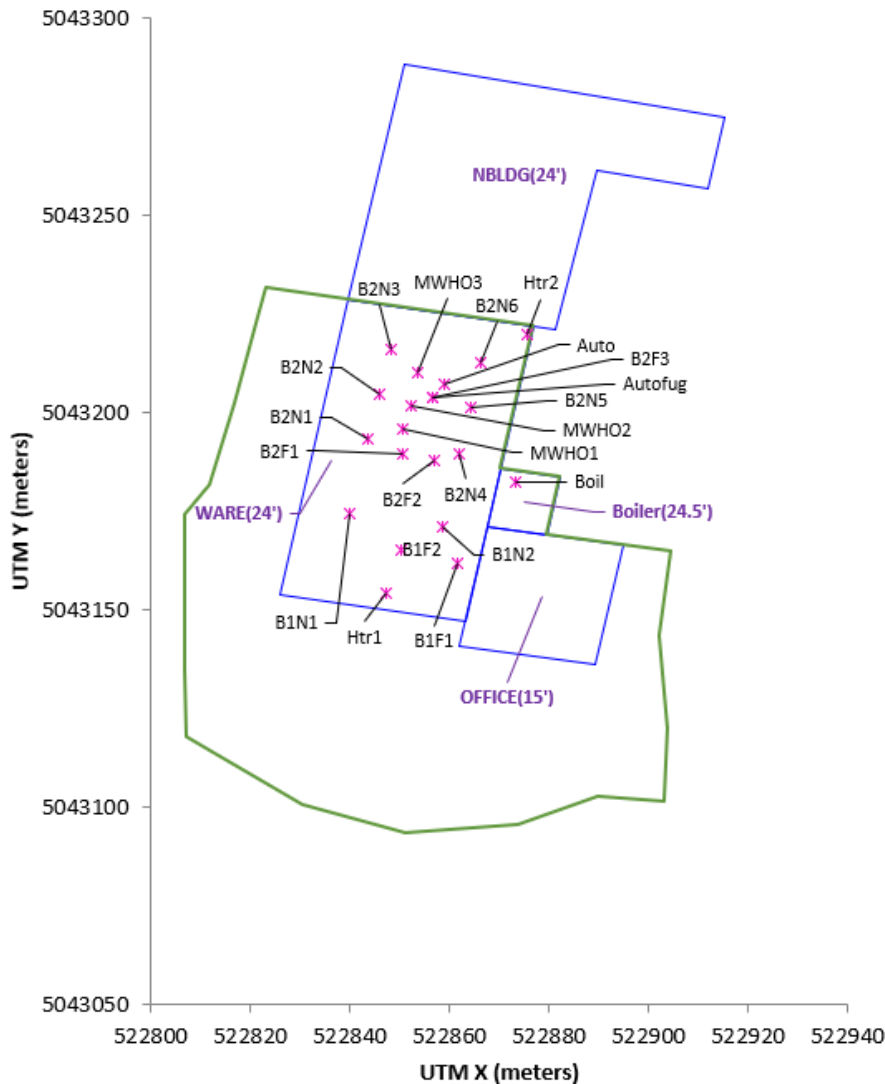 5043300
NBLDG(24')
5043250
B2N3
MWHO3
Htr2
B2N6
Auto
B2F3
B2N2
Autofug
5043200
B2N5
B2N1
MWHO2
B2F1
MWHO1
B2F2
B2N4
Boil
WARE(24')
Boiler(24.5')
B1F2
B1N2
5043150
B1N1
Htr1
B1F1
OFFICE(15')
5043100
5043050
UTM Y (meters)
522800 522820 522840 522860 522880 522900 522920 522940
UTM X (meters)